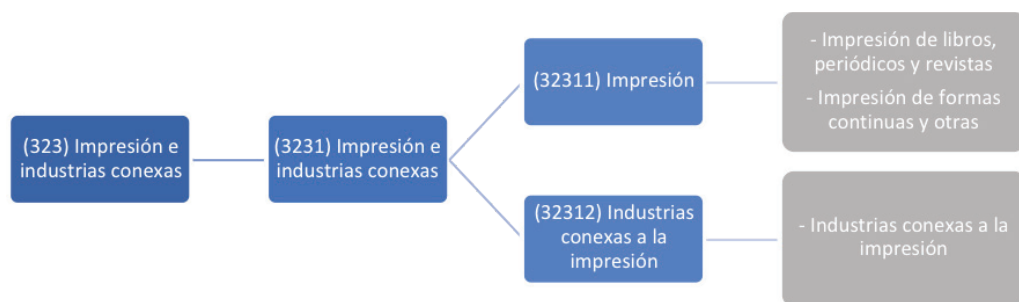 (323) Impresión e
industrias conexas
(3231) Impresión e
industrias conexas
(32311) Impresión
- Impresión de libros,
periódicos y revistas
- Impresión de formas
continuas y otras
(32312) Industrias
conexas a la
impresión
- Industrias conexas a la
impresión